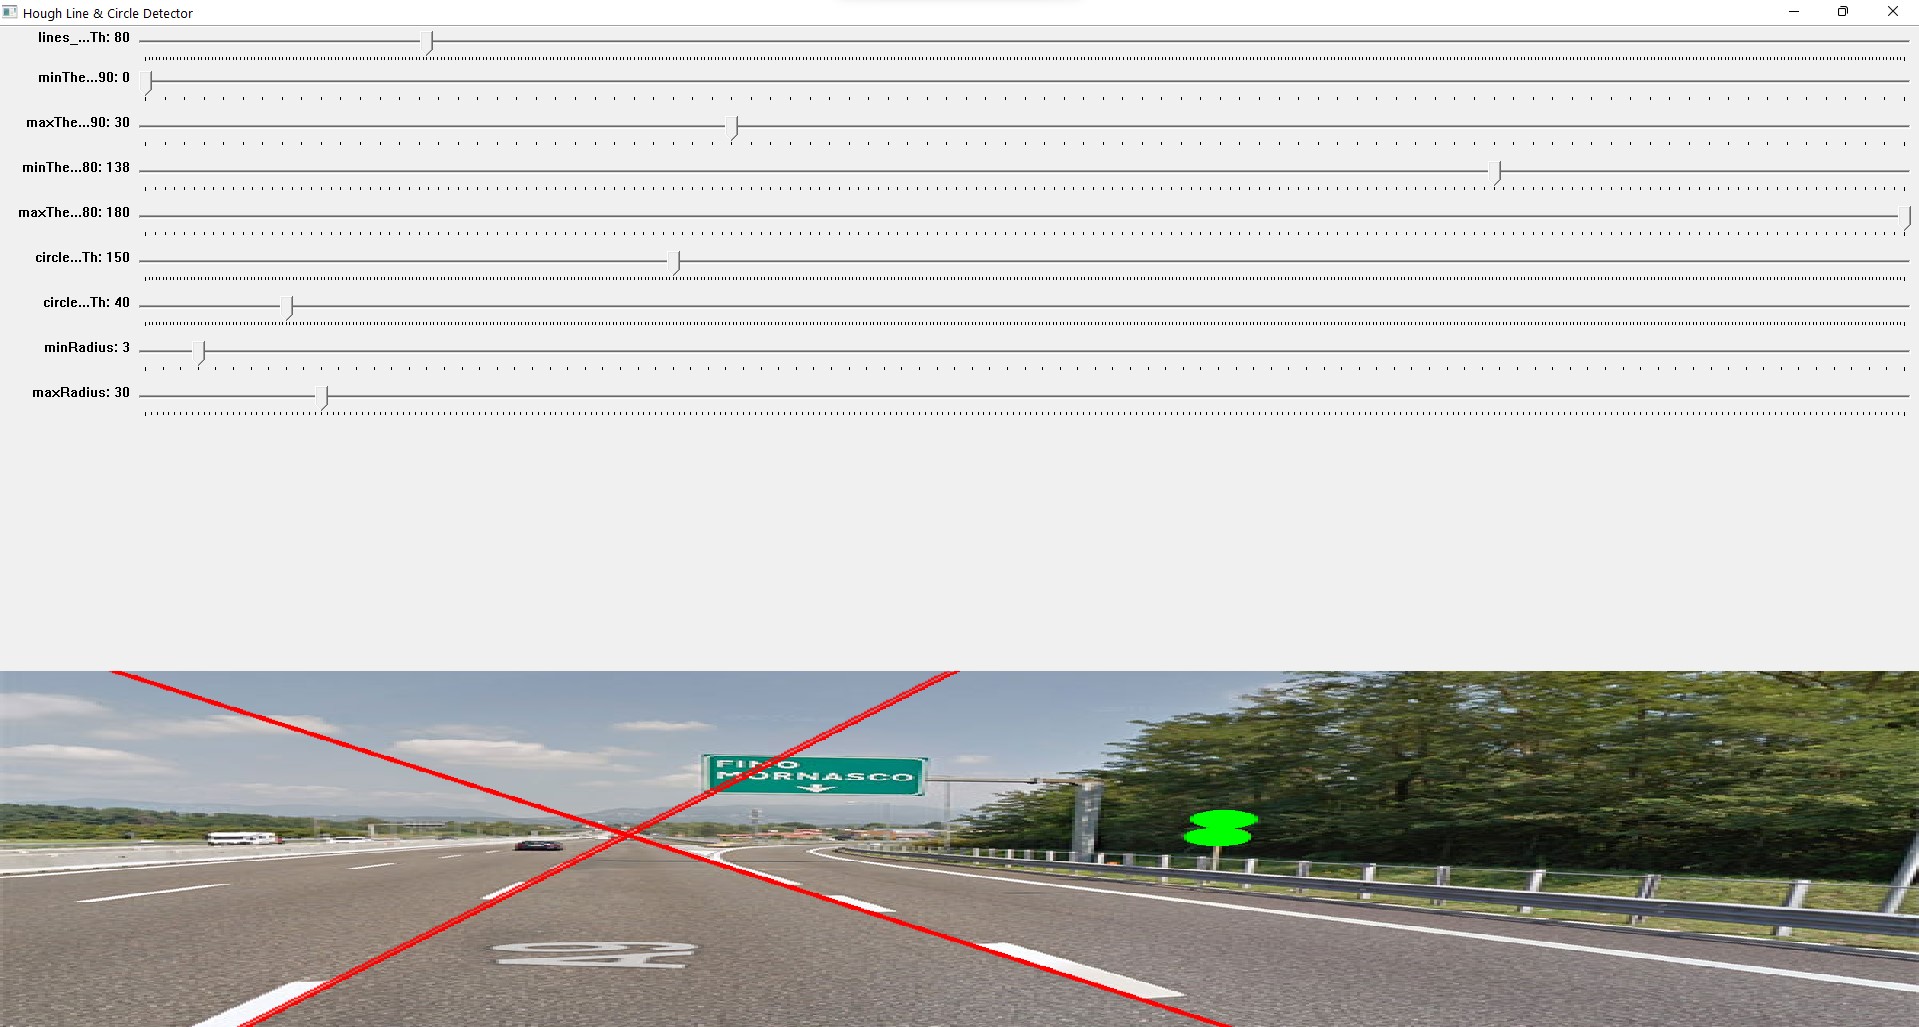 Hough Line & Circle Detector
lines_...Th: 80
minThe...90: 0
maxThe...90: 30
minThe...80: 138
maxThe...80: 180
circle...Th: 150
circle...Th: 40
minRadius: 3
maxRadius: 30
FINO
MORNASCO